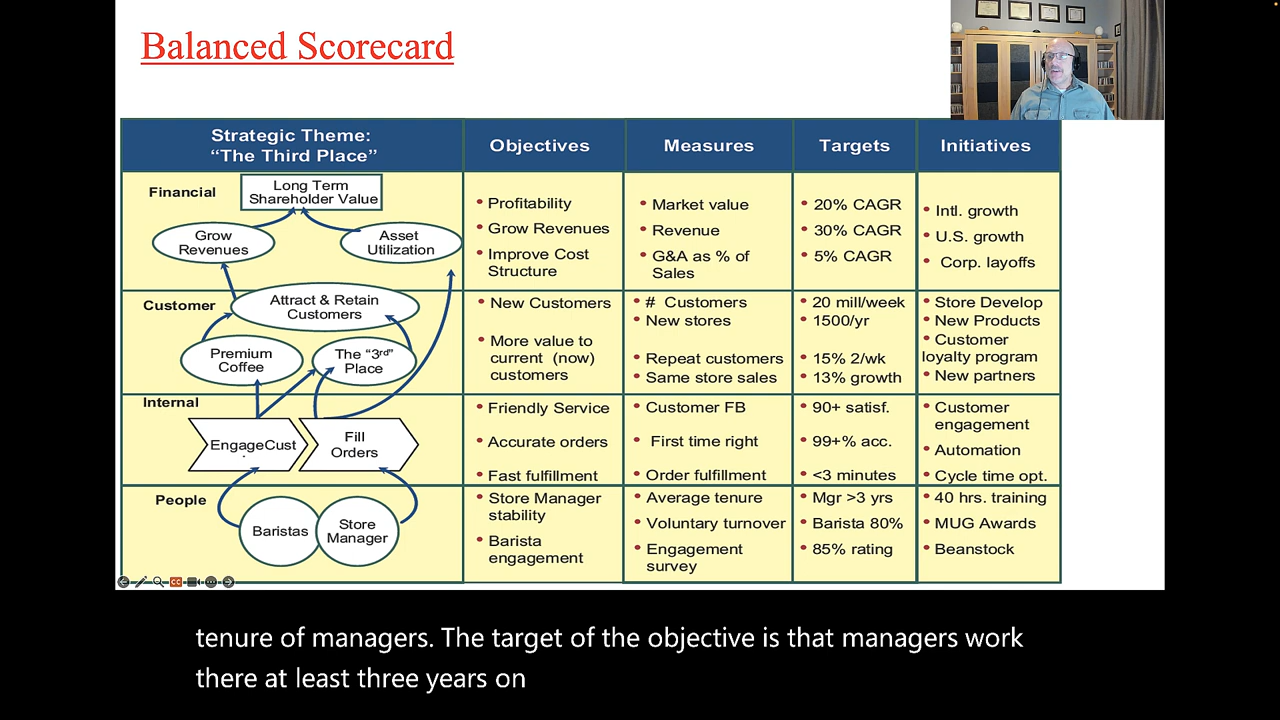 Balanced Scorecard
Strategic Theme:
“The Third Place”
Objectives
Measures
Targets
Initiatives
Financial
Long Term
Shareholder Value
Grow
Revenues
Asset
Utilization
• Profitability
• Grow Revenues
• Improve Cost
Structure
• Market value
• Revenue
• G&A as % of
Sales
• 20% CAGR
• 30% CAGR
• 5% CAGR
• Intl. growth
• U.S. growth
• Corp. layoffs
Customer
Attract & Retain
Customers
Premium
Coffee
The “3rd”
Place
• New Customers
• More value to
current (now)
customers
• # Customers
• New stores
• Repeat customers
• Same store sales
• 20 mill/week
• 1500/yr
• 15% 2/wk
• 13% growth
• Store Develop
• New Products
• Customer
loyalty program
• New partners
Internal
EngageCust
.
Fill
Orders
• Friendly Service
• Accurate orders
• Fast fulfillment
• Customer FB
• First time right
• Order fulfillment
• 90+ satisf.
• 99+% acc.
• <3 minutes
• Customer
engagement
• Automation
• Cycle time opt.
People
Baristas
Store
Manager
• Store Manager
stability
• Barista
engagement
• Average tenure
• Voluntary turnover
• Engagement
survey
• Mgr >3 yrs
• Barista 80%
• 85% rating
• 40 hrs. training
• MUG Awards
• Beanstock
CC
tenure of managers. The target of the objective is that managers work
there at least three years on